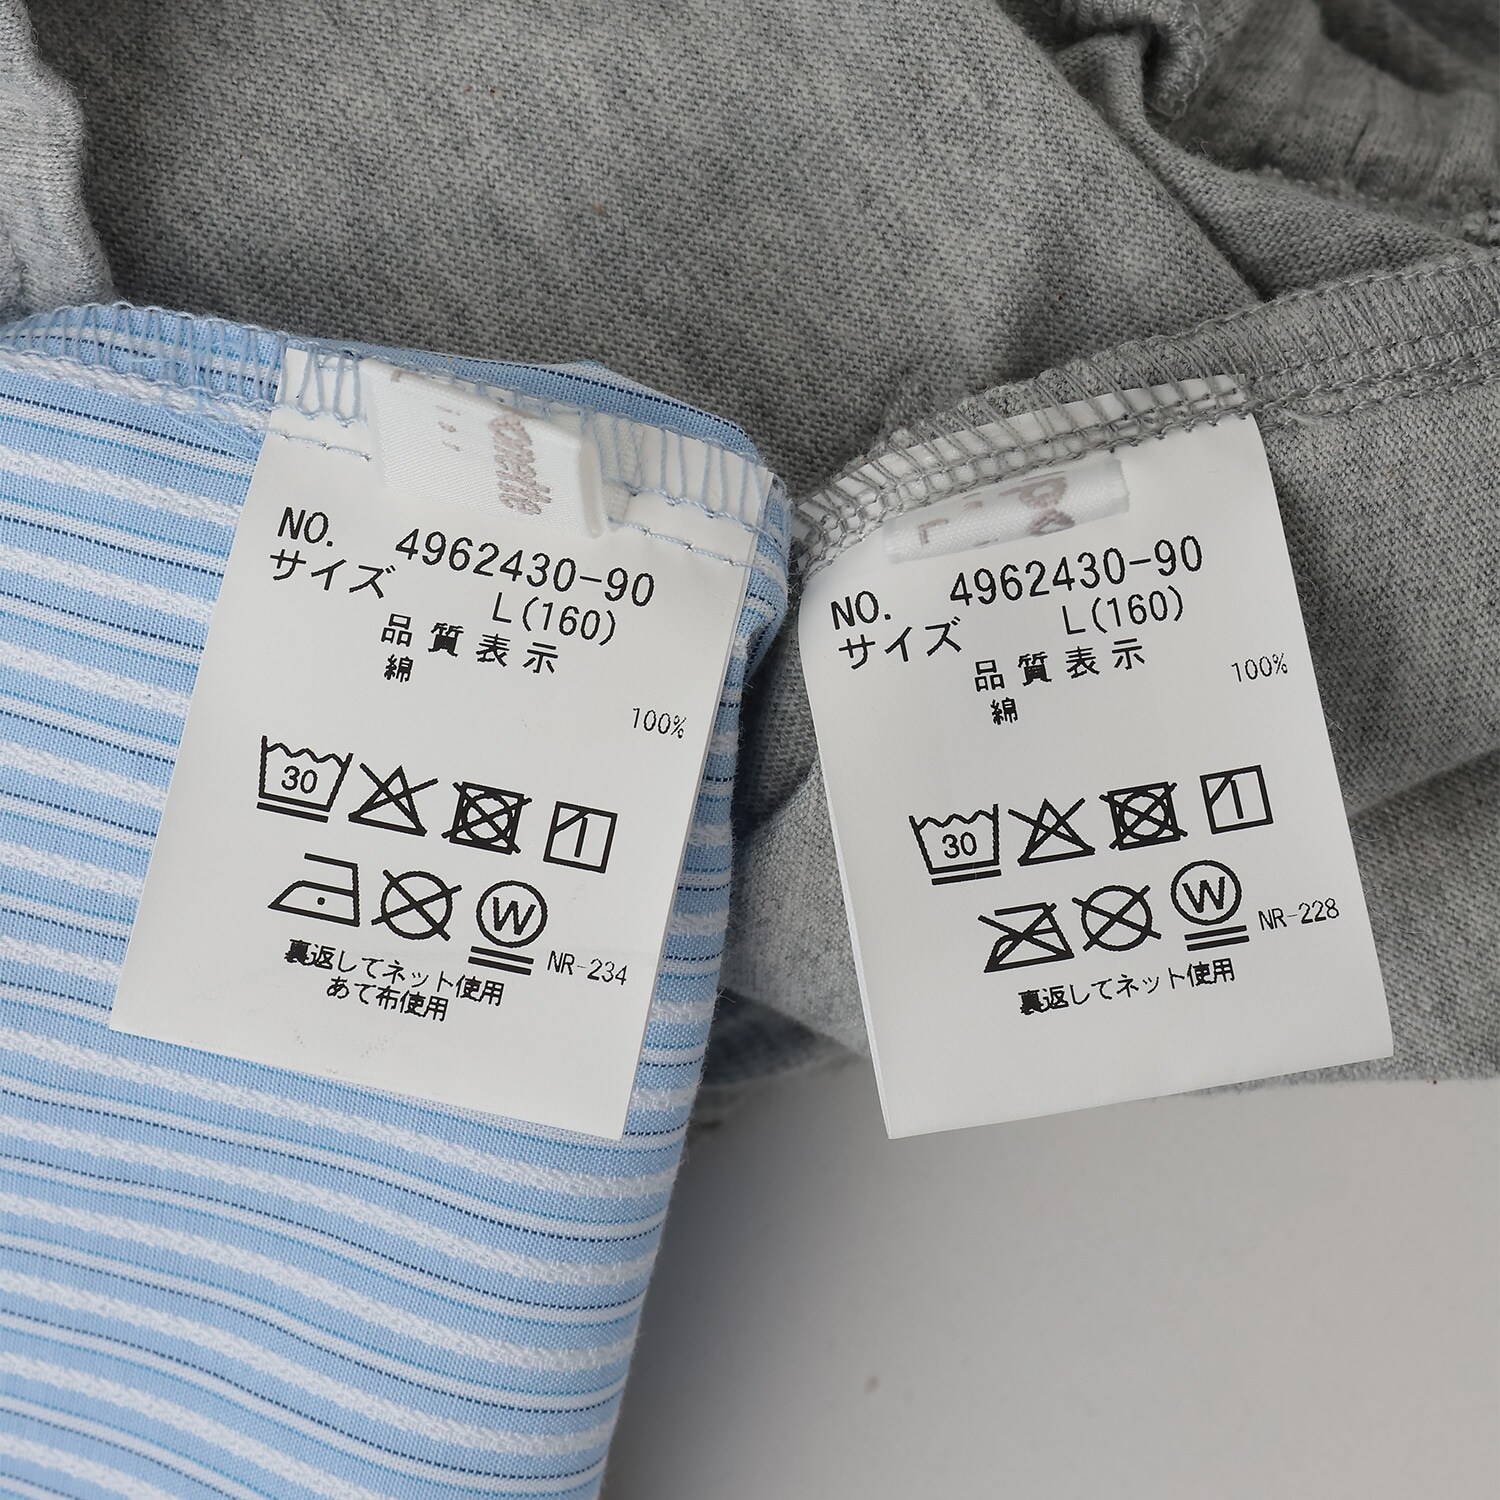 NO. 4962430-90
サイズ L(160)
品質表示
綿 100%
30
W
NR-234
裏返してネット使用
あて布使用
L
NO. 4962430-90
サイズ L(160)
品質表示
綿 100%
30
W
NR-228
裏返してネット使用